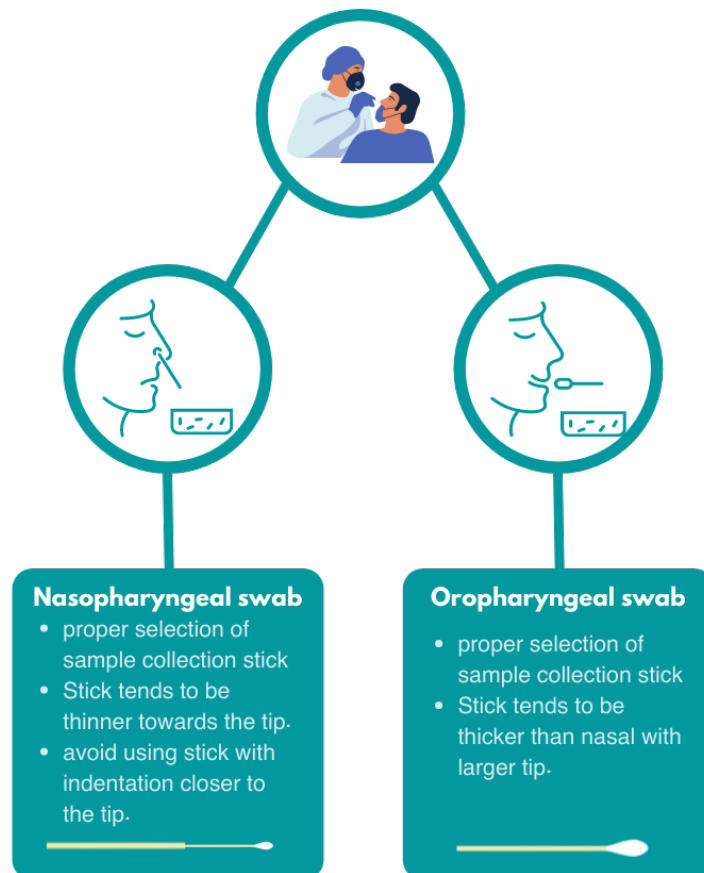 Nasopharyngeal swab
• proper selection of
sample collection stick
• Stick tends to be
thinner towards the tip.
• avoid using stick with
indentation closer to
the tip.
Oropharyngeal swab
• proper selection of
sample collection stick
• Stick tends to be
thicker than nasal with
larger tip.